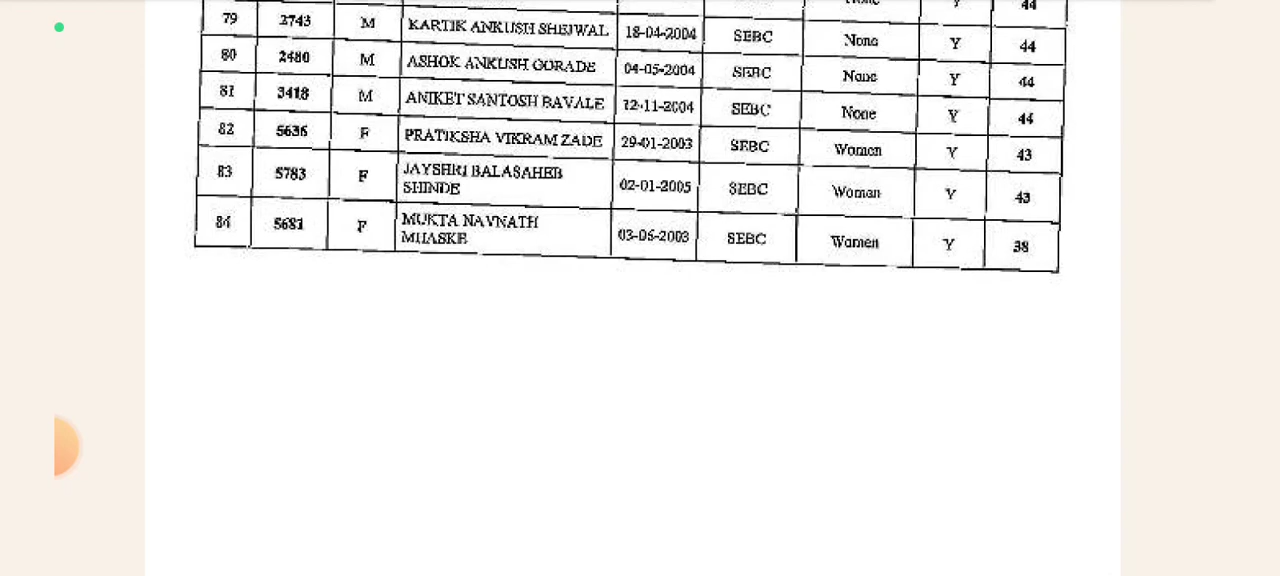 None Y 44
79 2743 M KARTIK ANKUSH SHEJWAL 18-04-2004 SEBC None Y 44
80 2480 M ASHOK ANKUSH GORADE 04-05-2004 SEBC None Y 44
81 3418 M ANIKET SANTOSH BAVALE 12-11-2004 SEBC None Y 44
82 5636 F PRATIKSHA VIKRAM ZADE 29-01-2003 SEBC Women Y 43
83 5783 F JAYSHRI BALASAHEB
SHINDE 02-01-2005 SEBC Women Y 43
84 5681 F MUKTA NAVNATH
MHASKE 03-06-2003 SEBC Women Y 38